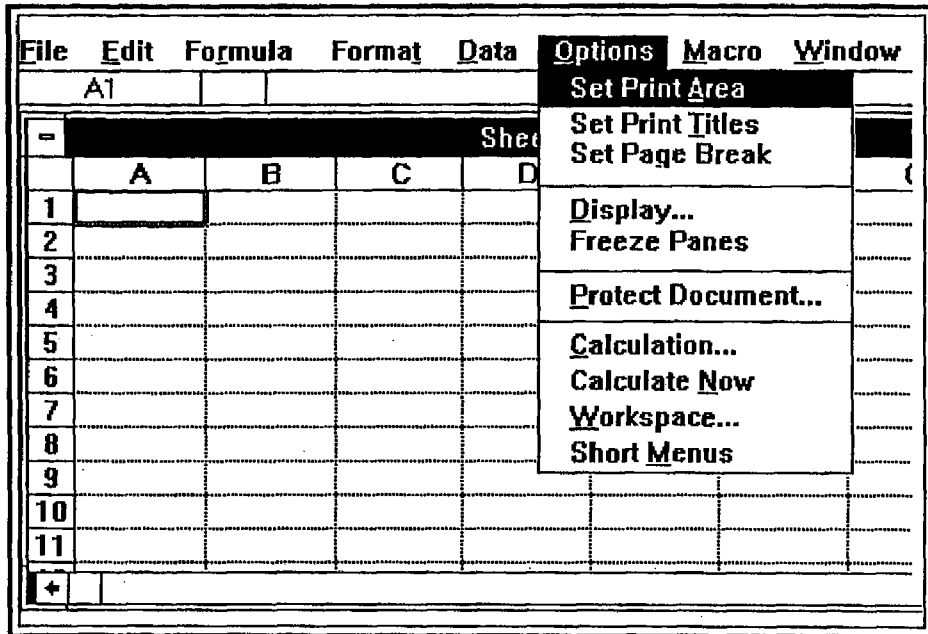 File Edit Formula Format Data Options Macro Window
A1
Set Print Area
Set Print Titles
Set Page Break
Display...
Freeze Panes
Protect Document...
Calculation...
Calculate Now
Workspace...
Short Menus
A B C D
1
2
3
4
5
6
7
8
9
10
11